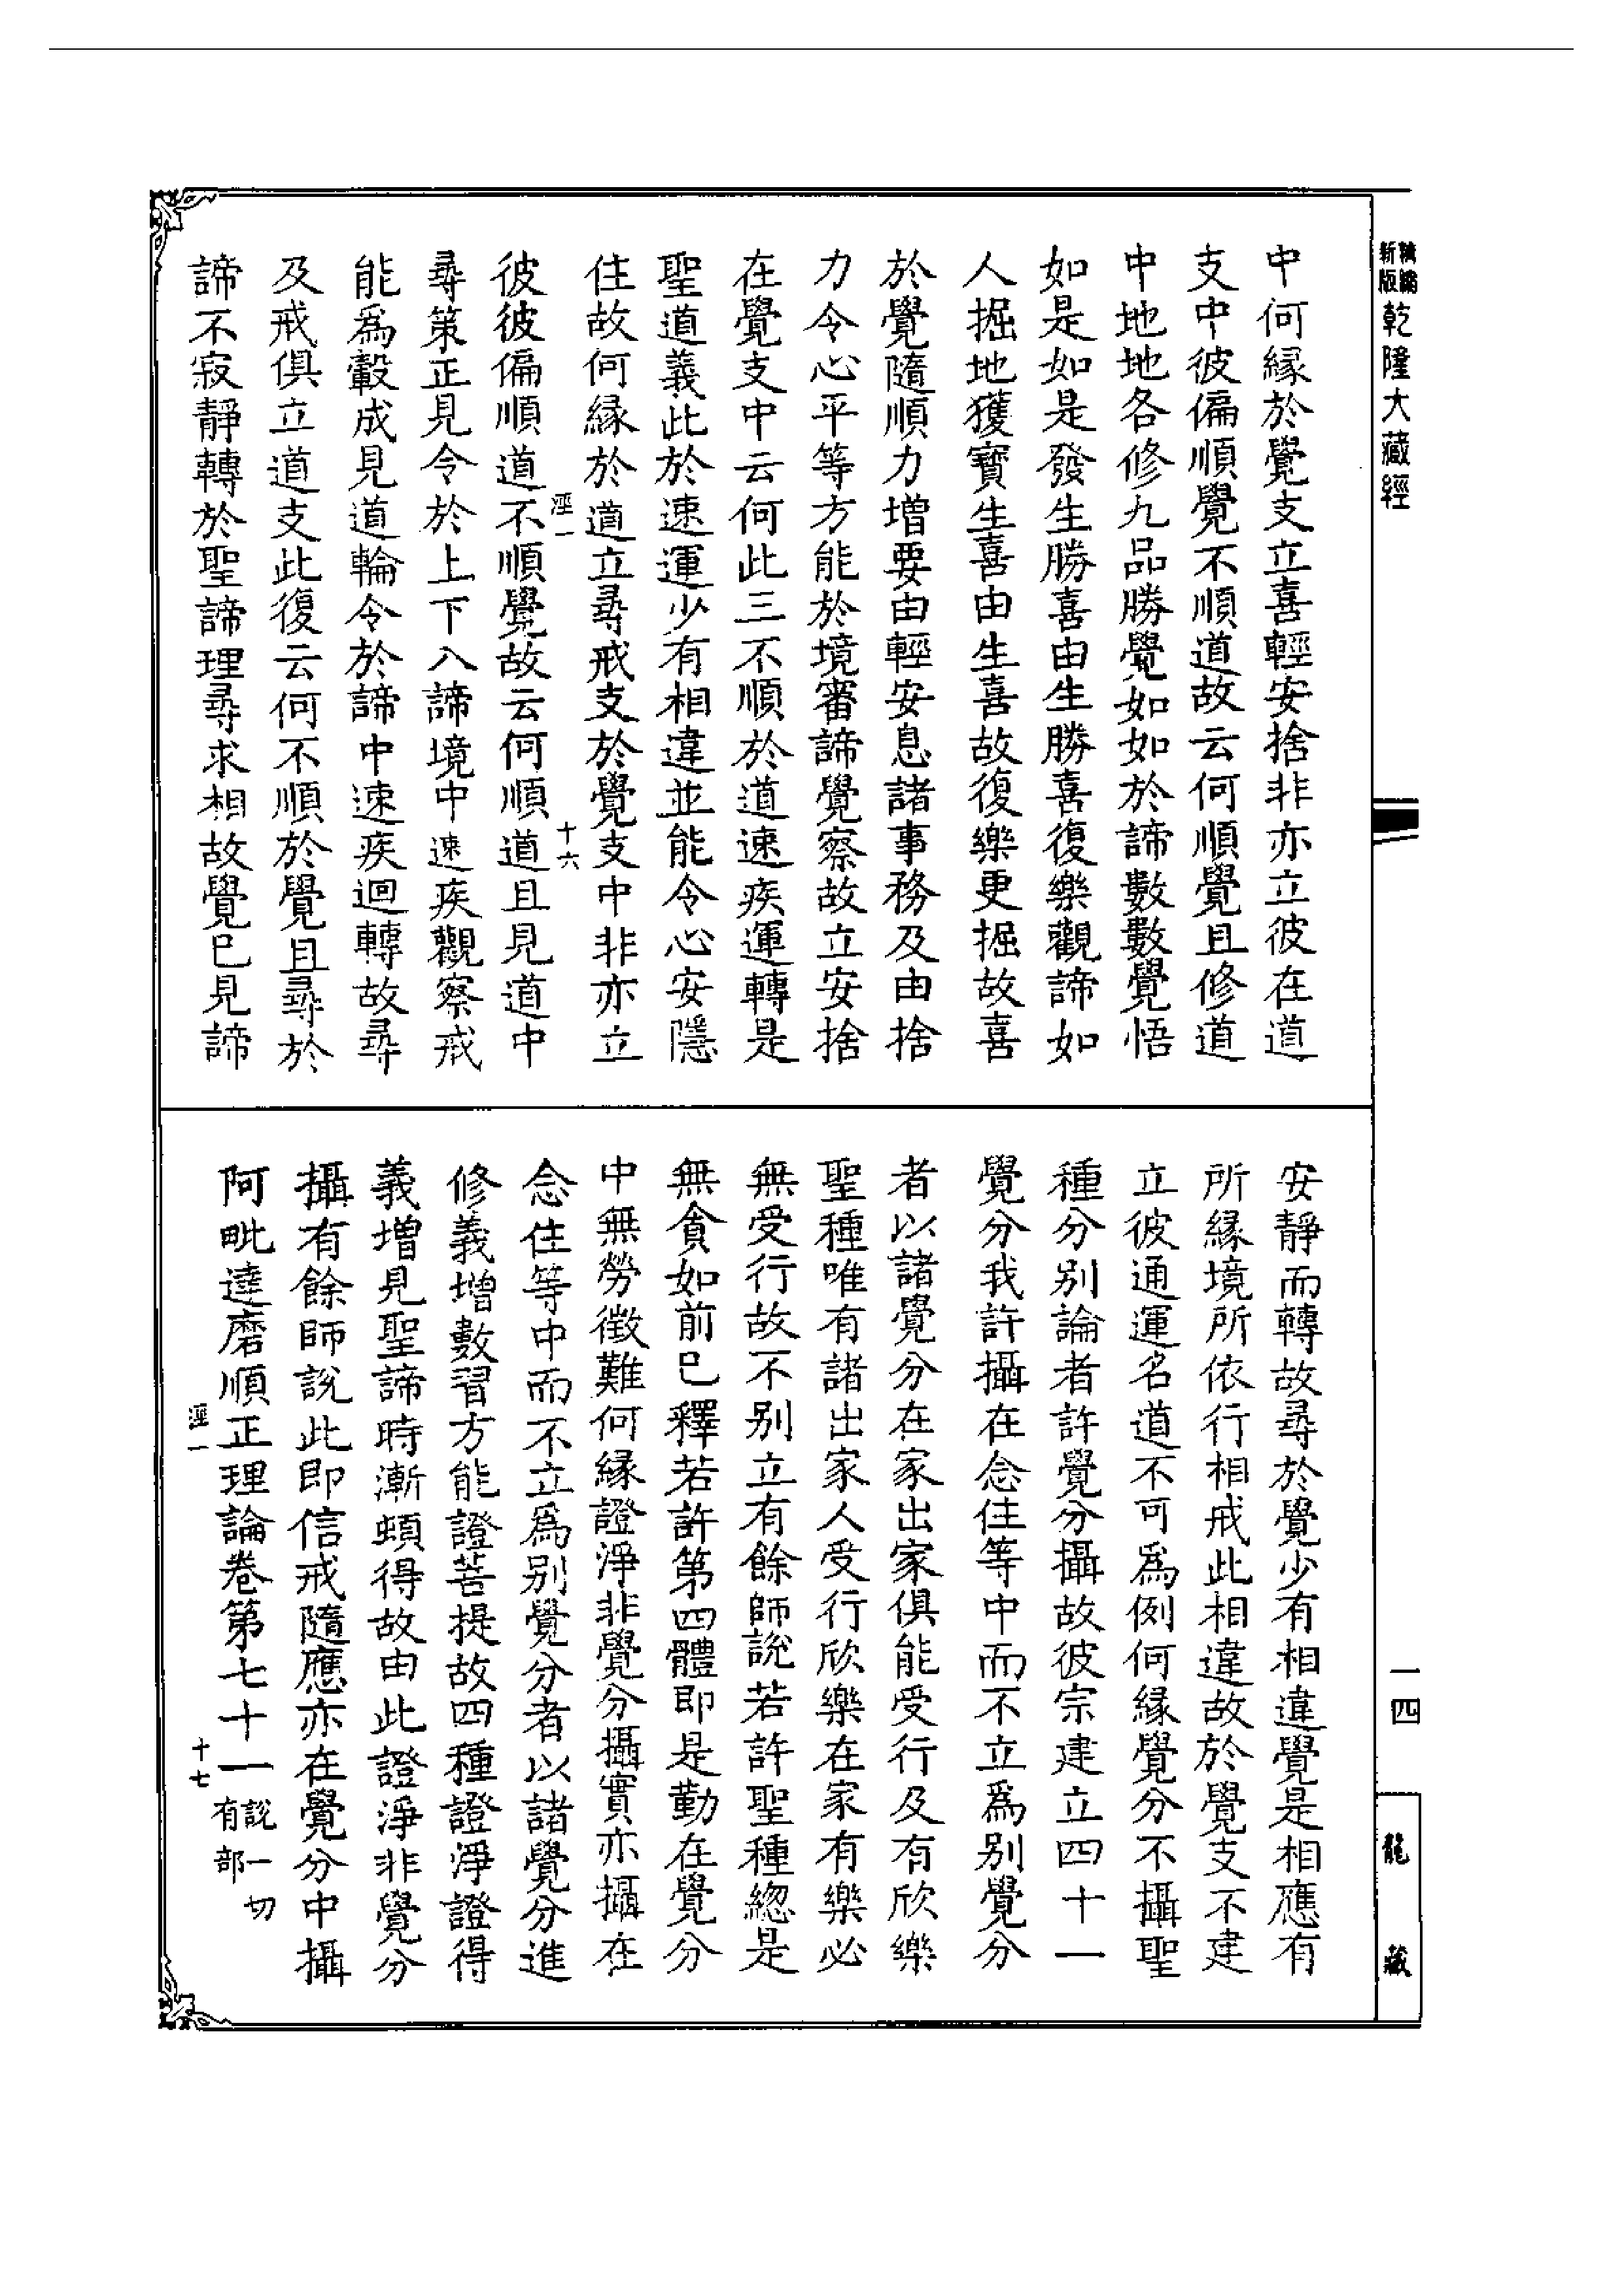 新編縮版乾隆大藏經
中何縁於覺支立喜輕安捨非亦立彼在道
支中彼偏順覺不順道故云何順覺且修道
中地地各修九品勝覺如如於諦數數覺悟
如是如是發生勝喜由生勝喜復樂觀諦如
人掘地獲寶生喜由生喜故復樂更掘故喜
於覺隨順力增要由輕安息諸事務及由捨
力令心平等方能於境審諦覺察故立安捨
在覺支中云何此三不順於道速疾運轉是
聖道義此於速運少有相違並能令心安隱
住故何縁於道立尋戒支於覺支中非亦立
涇一
十六
彼彼偏順道不順覺故云何順道且見道中
尋策正見令於上下八諦境中速疾觀察戒
能為轂成見道輪令於諦中速疾迴轉故尋
及戒俱立道支此復云何不順於覺且尋於
諦不寂靜轉於聖諦理尋求相故覺已見諦
安靜而轉故尋於覺少有相違覺是相應有
所縁境所依行相戒此相違故於覺支不建
立彼通運名道不可為例何縁覺分不攝聖
種分别論者許覺分攝故彼宗建立四十一
覺分我許攝在念住等中而不立為别覺分
者以諸覺分在家出家俱能受行及有欣樂
聖種唯有諸出家人受行欣樂在家有樂必
無受行故不别立有餘師說若許聖種緫是
無貪如前已釋若許第四體即是勤在覺分
中無勞徵難何縁證淨非覺分攝實亦攝在
念住等中而不立為别覺分者以諸覺分進
修義增數習方能證菩提故四種證淨證得
義增見聖諦時漸頓得故由此證淨非覺分
攝有餘師說此即信戒隨應亦在覺分中攝
阿毗達磨順正理論卷第七十一說一切有部
涇一
十七
一四
龍藏